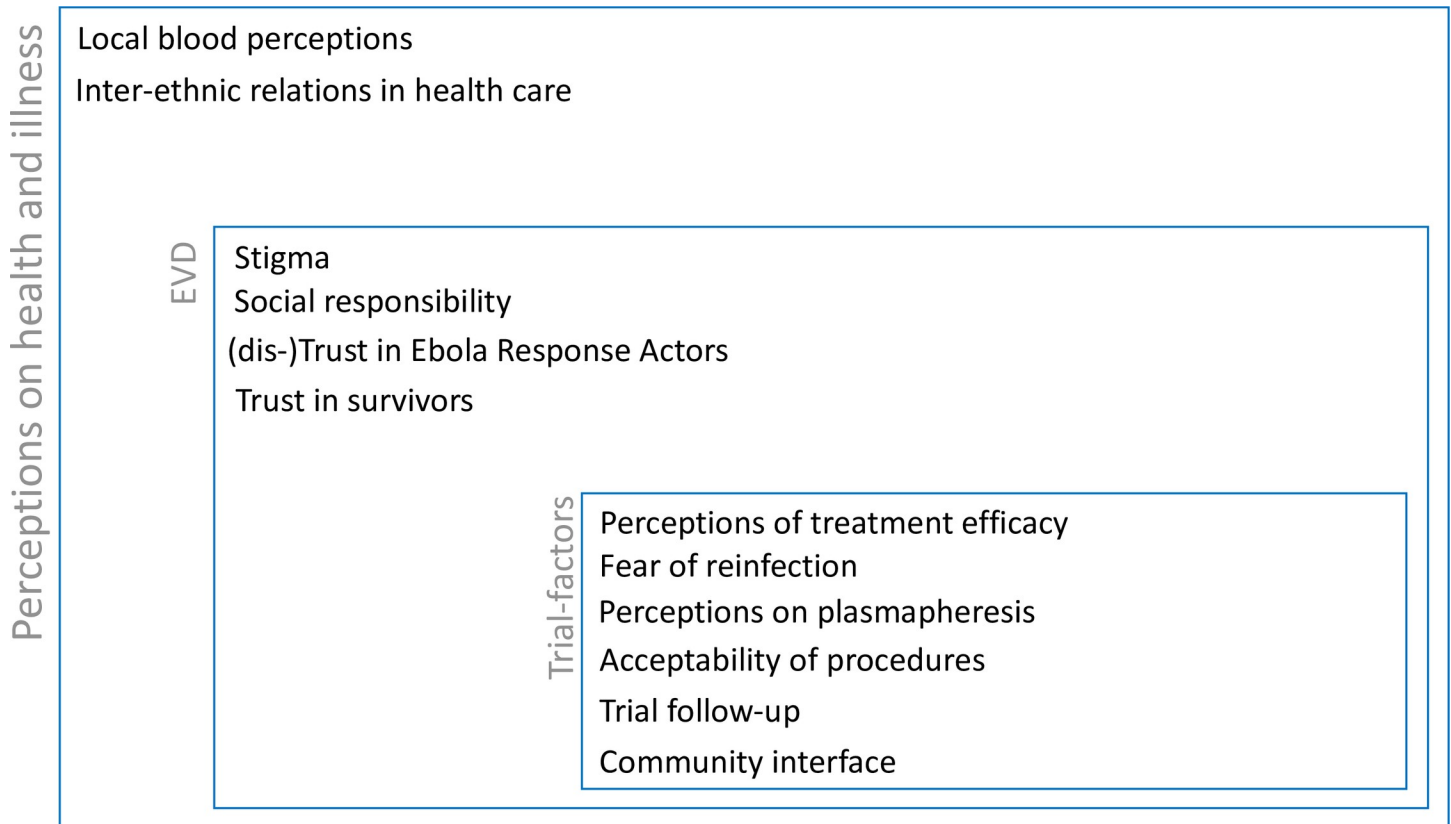 Perceptions on health and illness
Local blood perceptions
Inter-ethnic relations in health care
EVD
Stigma
Social responsibility
(dis-)Trust in Ebola Response Actors
Trust in survivors
Trial-factors
Perceptions of treatment efficacy
Fear of reinfection
Perceptions on plasmapheresis
Acceptability of procedures
Trial follow-up
Community interface